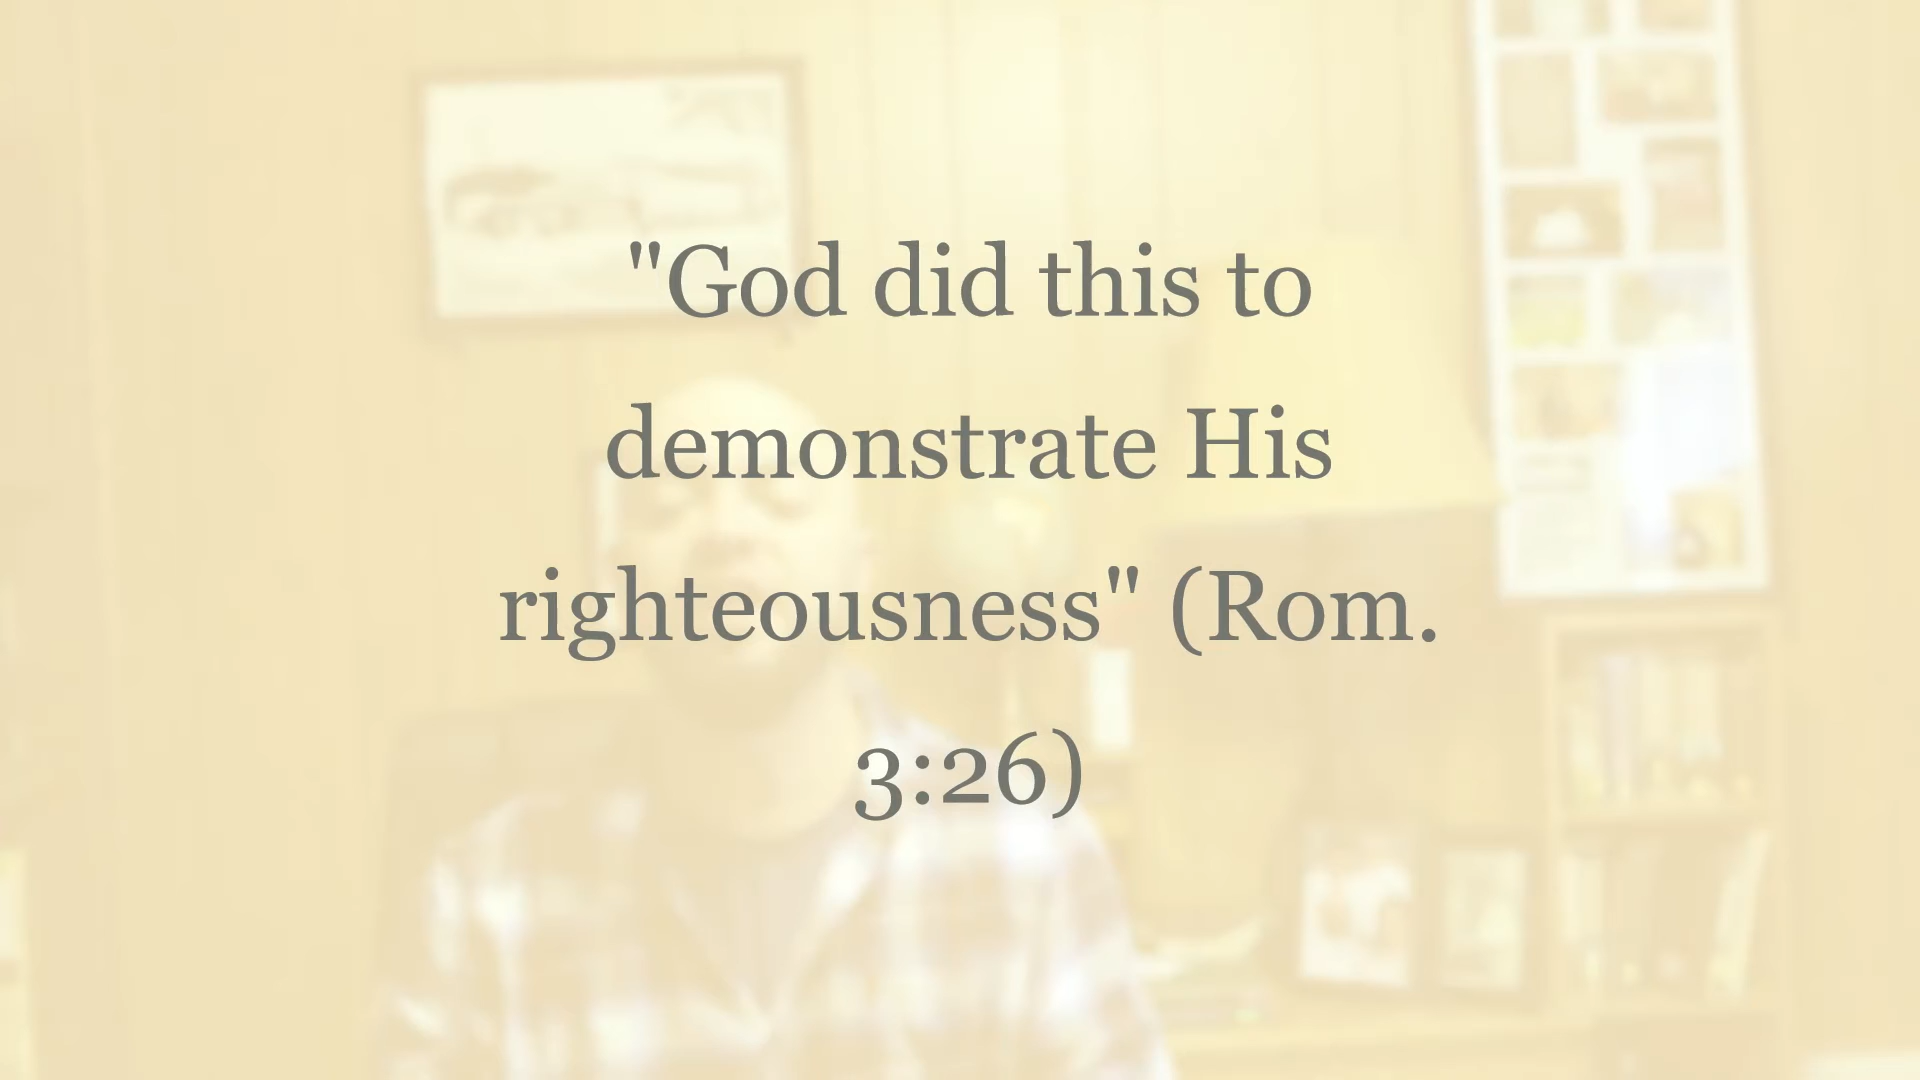 "God did this to
demonstrate His
righteousness" (Rom.
3:26)